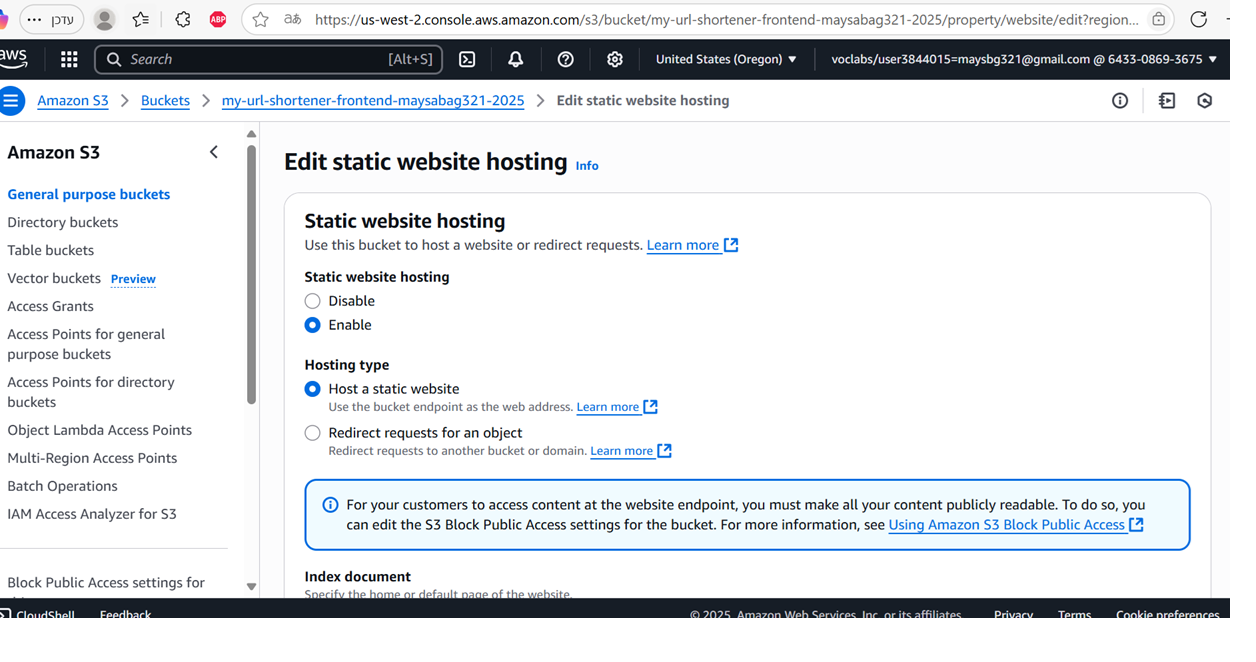 עדכן
ABP
https://us-west-2.console.aws.amazon.com/s3/bucket/my-url-shortener-frontend-maysabag321-2025/property/website/edit?region...
aws
Search [Alt+S]
United States (Oregon)
voclabs/user3844015=maysbg321@gmail.com @ 6433-0869-3675
Amazon S3 > Buckets > my-url-shortener-frontend-maysabag321-2025 > Edit static website hosting
Amazon S3
General purpose buckets
Directory buckets
Table buckets
Vector buckets Preview
Access Grants
Access Points for general
purpose buckets
Access Points for directory
buckets
Object Lambda Access Points
Multi-Region Access Points
Batch Operations
IAM Access Analyzer for S3
Block Public Access settings for
Edit static website hosting Info
Static website hosting
Use this bucket to host a website or redirect requests. Learn more
Static website hosting
Disable
Enable
Hosting type
Host a static website
Use the bucket endpoint as the web address. Learn more
Redirect requests for an object
Redirect requests to another bucket or domain. Learn more
For your customers to access content at the website endpoint, you must make all your content publicly readable. To do so, you
can edit the S3 Block Public Access settings for the bucket. For more information, see Using Amazon S3 Block Public Access
Index document
Specify the home or default page of the website.
CloudShell Feedback
© 2025, Amazon Web Services, Inc. or its affiliates. Privacy Terms Cookie preferences